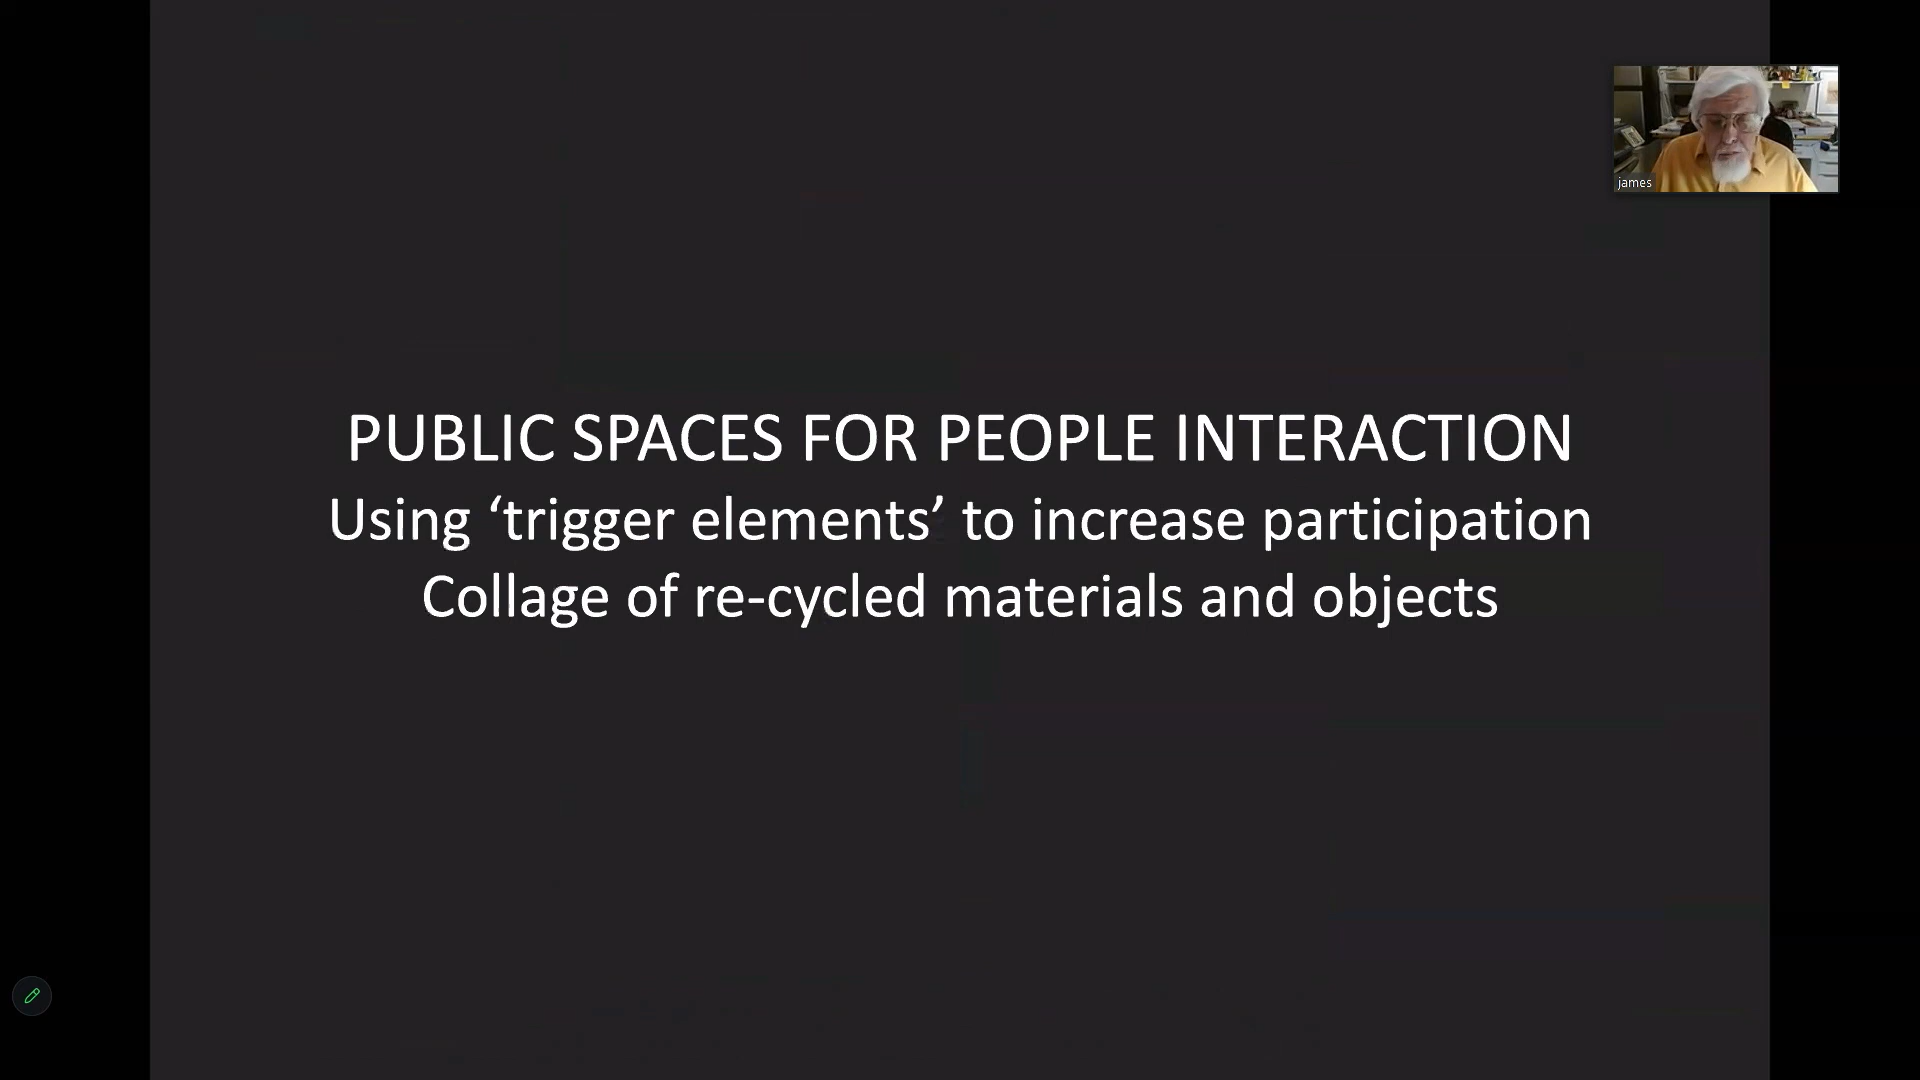 james
PUBLIC SPACES FOR PEOPLE INTERACTION
Using ‘trigger elements’ to increase participation
Collage of re-cycled materials and objects